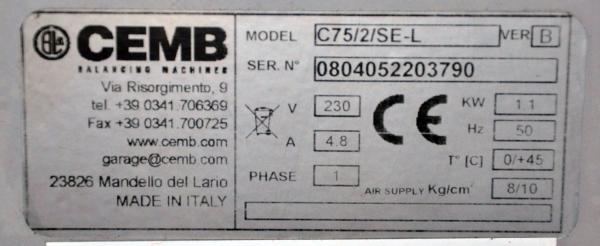 CEMB
BALANCING MACHINES
Via Risorgimento, 9
tel. +39 0341.706369
Fax +39 0341.700725
www.cemb.com
garage@cemb.com
23826 Mandello del Lario
MADE IN ITALY
MODEL C75/2/SE-L VER B
SER. N° 0804052203790
V 230 CE KW 1.1
A 4.8 Hz 50
T° [C] 0/+45
PHASE 1 AIR SUPPLY Kg/cm² 8/10